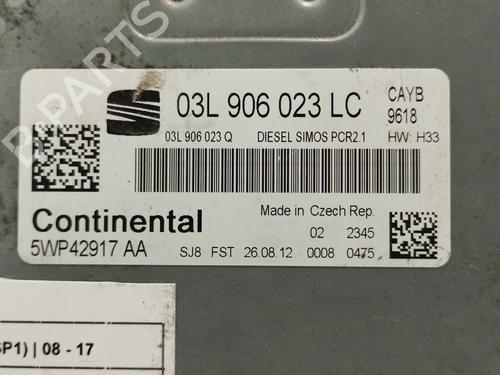 03L 906 023 LC
CAYB
9618
03L 906 023 Q DIESEL SIMOS PCR2.1 HW: H33
Continental
Made in Czech Rep.
02 2345
5WP42917 AA SJ8 FST 26.08.12 0008 0475
P1) | 08 - 17
B-PARTS